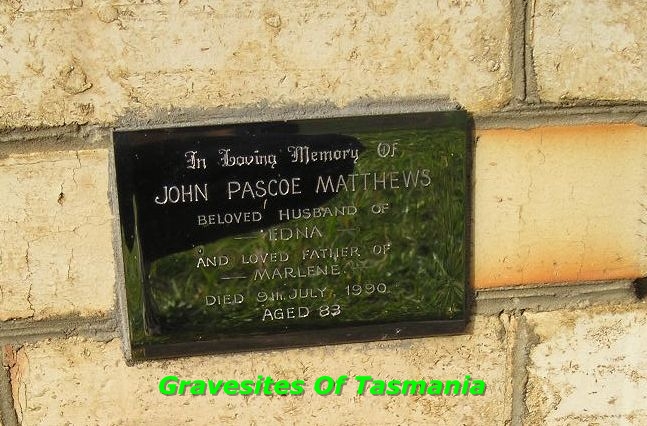 In Loving Memory Of
JOHN PASCOE MATTHEWS
BELOVED HUSBAND OF
— EDNA —
AND LOVED FATHER OF
— MARLENE. —
DIED 9TH JULY, 1990
AGED 83
Gravesites Of Tasmania